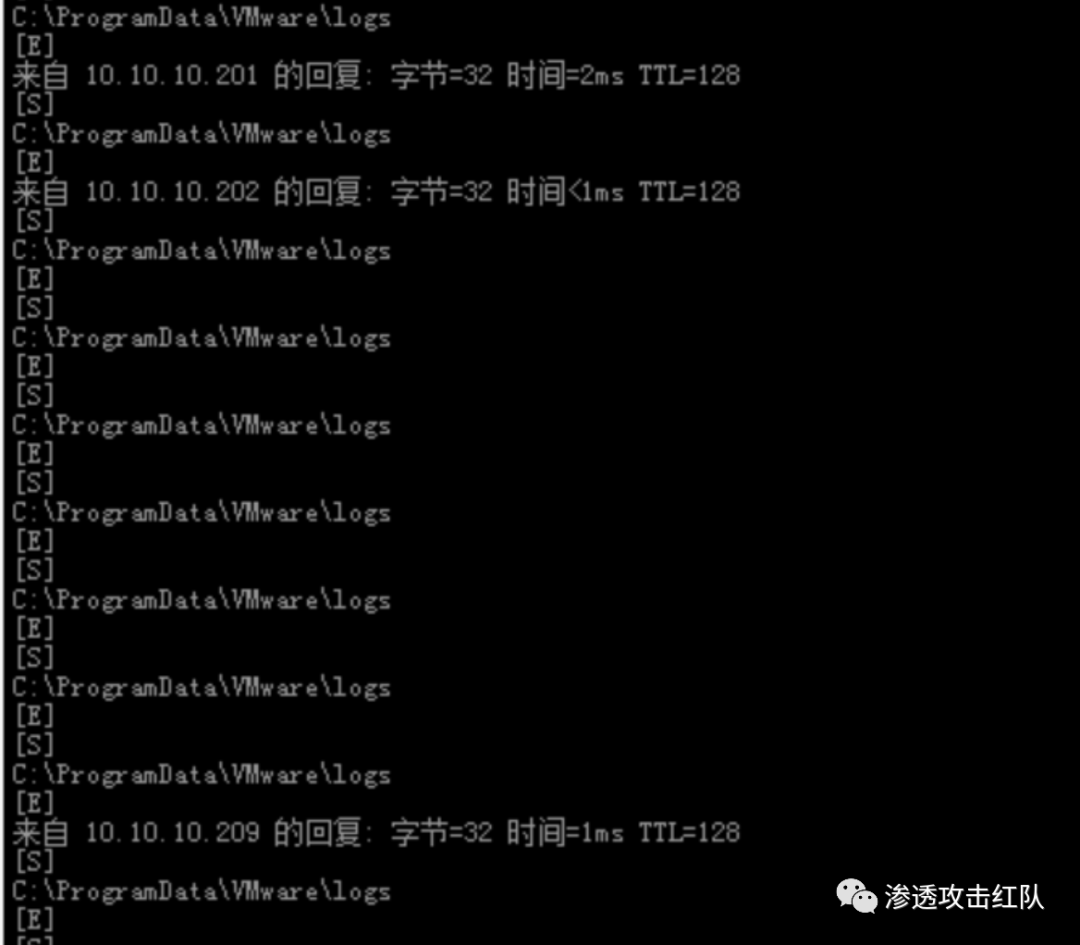 C:\ProgramData\VMware\logs
[E]
来自 10.10.10.201 的回复: 字节=32 时间=2ms TTL=128
[S]
C:\ProgramData\VMware\logs
[E]
来自 10.10.10.202 的回复: 字节=32 时间<1ms TTL=128
[S]
C:\ProgramData\VMware\logs
[E]
[S]
C:\ProgramData\VMware\logs
[E]
[S]
C:\ProgramData\VMware\logs
[E]
[S]
C:\ProgramData\VMware\logs
[E]
[S]
C:\ProgramData\VMware\logs
[E]
[S]
C:\ProgramData\VMware\logs
[E]
[S]
C:\ProgramData\VMware\logs
[E]
来自 10.10.10.209 的回复: 字节=32 时间=1ms TTL=128
[S]
C:\ProgramData\VMware\logs
[E]
渗透攻击红队